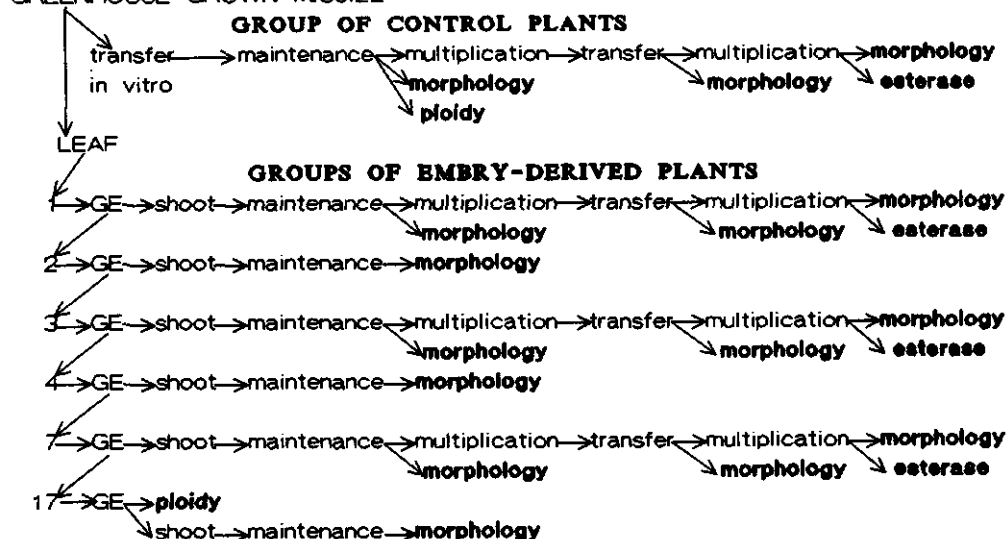 GROUP OF CONTROL PLANTS
transfer maintenance multiplication transfer multiplication morphology
in vitro morphology morphology esterase
ploidy
LEAF
GROUPS OF EMBRY-DERIVED PLANTS
1 GE shoot maintenance multiplication transfer multiplication morphology
morphology morphology esterase
2 GE shoot maintenance morphology
3 GE shoot maintenance multiplication transfer multiplication morphology
morphology morphology esterase
4 GE shoot maintenance morphology
7 GE shoot maintenance multiplication transfer multiplication morphology
morphology morphology esterase
17 GE ploidy
shoot maintenance morphology